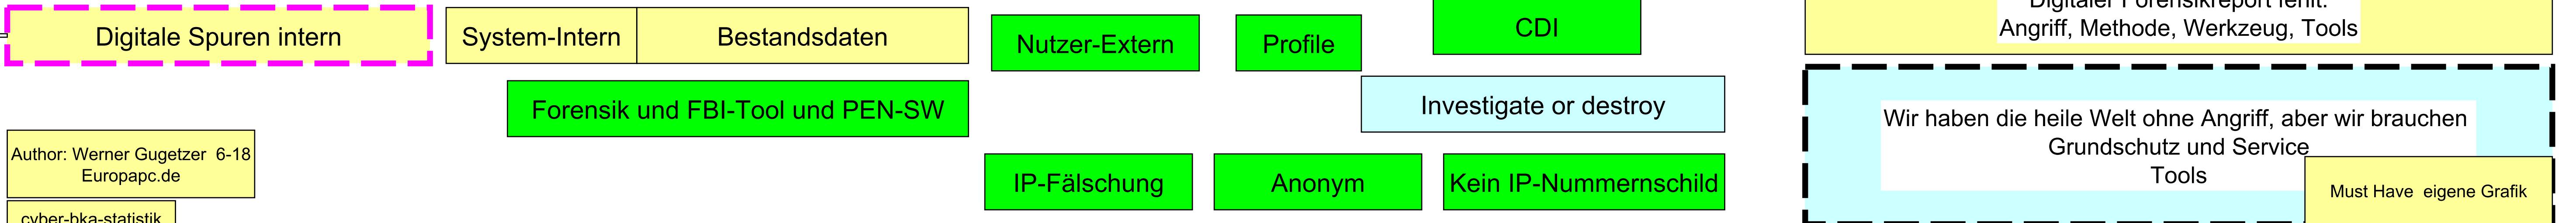 Digitale Spuren intern
System-Intern
Bestandsdaten
Nutzer-Extern
Profile
CDI
Digitaler Forensikreport fehlt.
Angriff, Methode, Werkzeug, Tools
Forensik und FBI-Tool und PEN-SW
Investigate or destroy
Wir haben die heile Welt ohne Angriff, aber wir brauchen
Grundschutz und Service
Tools
Author: Werner Gugetzer  6-18
Europapc.de
IP-Fälschung
Anonym
Kein IP-Nummernschild
Must Have  eigene Grafik
cyber-bka-statistik